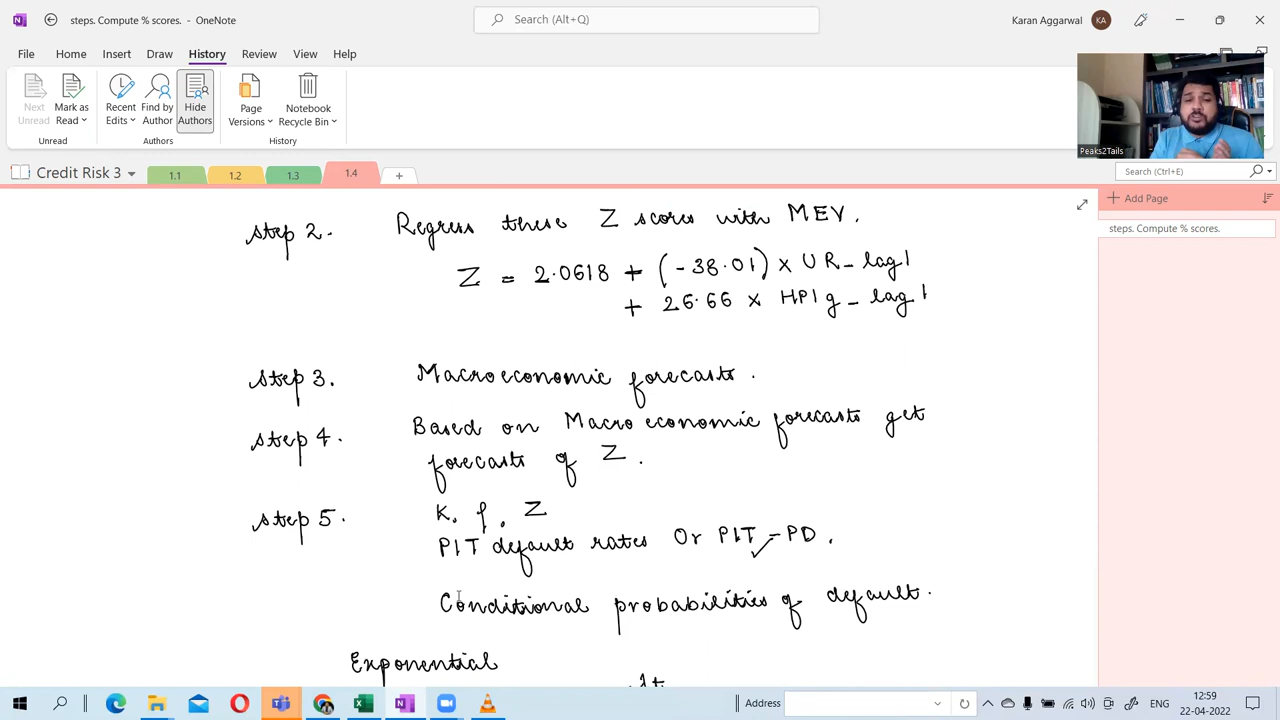 steps. Compute % scores. - OneNote
Search (Alt+Q)
Karan Aggarwal
KA
File Home Insert Draw History Review View Help
Next Unread
Mark as Read
Recent Edits
Find by Author
Hide Authors
Page Versions
Notebook Recycle Bin
Unread
Authors
History
Peaks2Tails
Credit Risk 3
1.1
1.2
1.3
1.4
Search (Ctrl+E)
Add Page
steps. Compute % scores.
step 2. Regress these Z scores with MEV.
Z = 2.0618 + (-38.01) × UR_lag1
+ 26.66 × HPIg_lag1
step 3. Macroeconomic forecasts.
step 4. Based on Macroeconomic forecasts get
forecasts of Z.
step 5. K. ρ. Z
PIT default rates Or PIT-PD.
Conditional probabilities of default.
Exponential
Address
ENG
12:59
22-04-2022